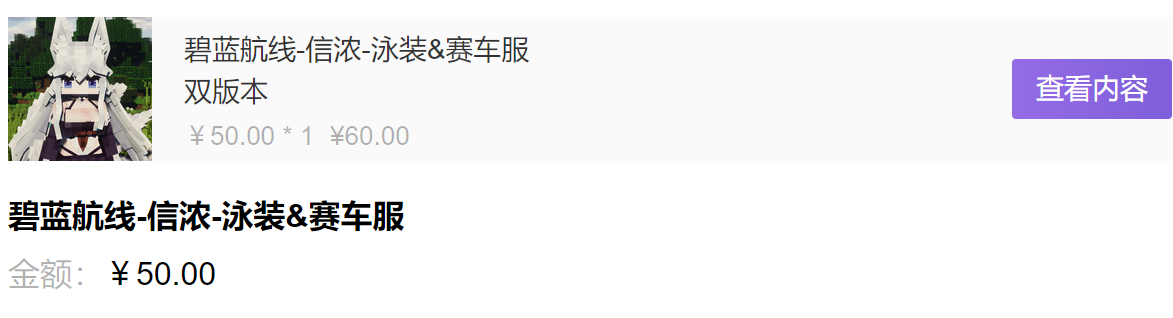 碧蓝航线-信浓-泳装&赛车服
双版本
￥50.00 * 1 ¥60.00
查看内容
碧蓝航线-信浓-泳装&赛车服
金额：￥50.00